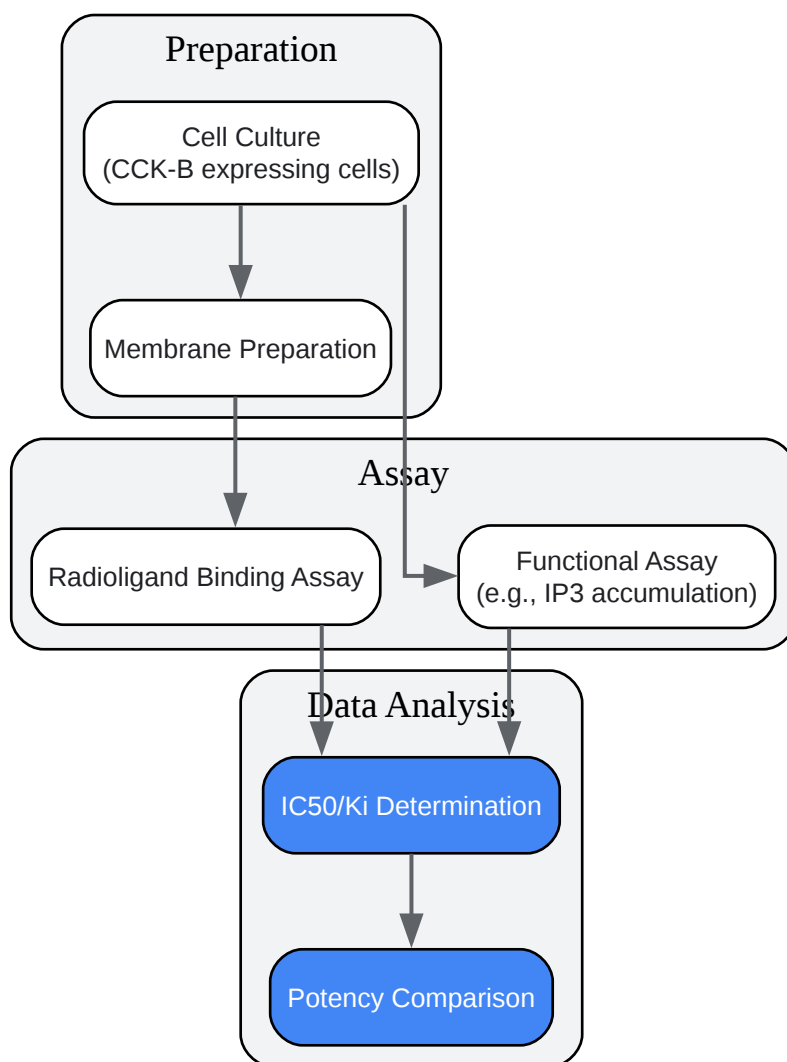 Preparation
Cell Culture
(CCK-B expressing cells)
Membrane Preparation
Assay
Radioligand Binding Assay
Functional Assay
(e.g., IP3 accumulation)
Data Analysis
IC50/Ki Determination
Potency Comparison